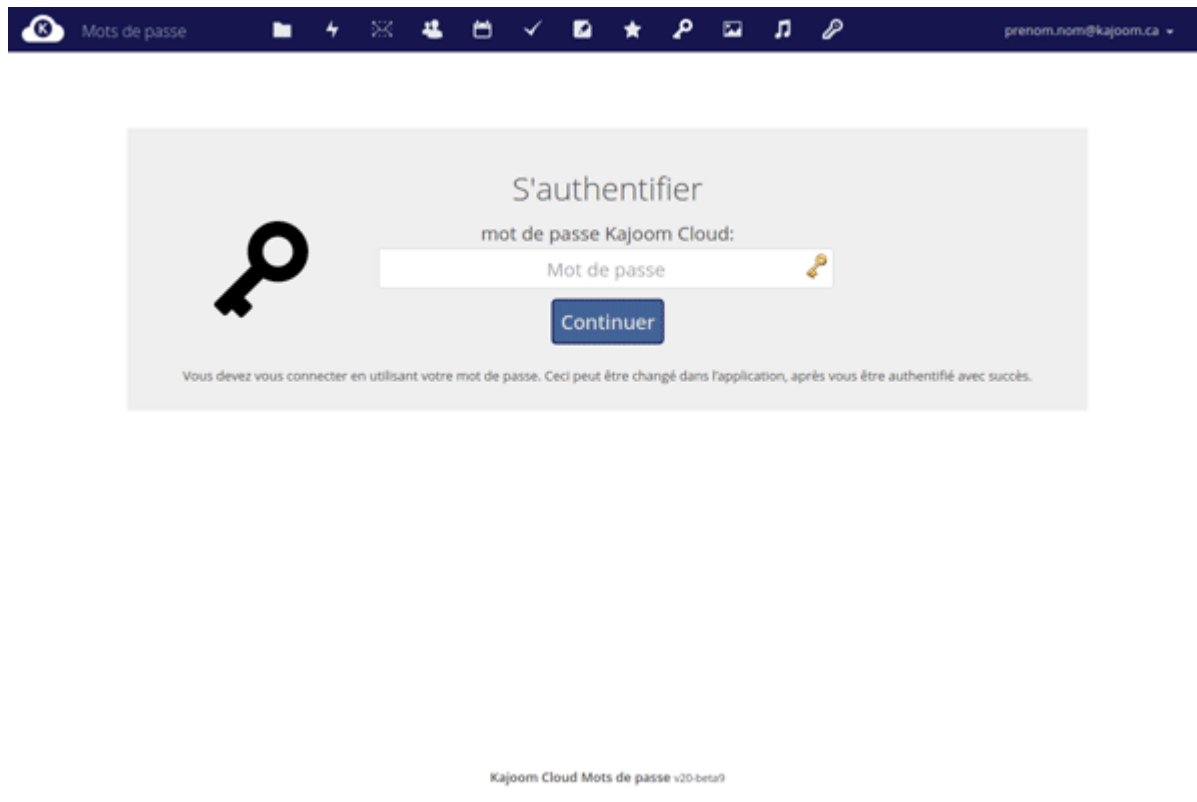 K Mots de passe prenom.nom@kajoom.ca
S'authentifier
mot de passe Kajoom Cloud:
Mot de passe
Continuer
Vous devez vous connecter en utilisant votre mot de passe. Ceci peut être changé dans l'application, après vous être authentifié avec succès.
Kajoom Cloud Mots de passe v20-beta9